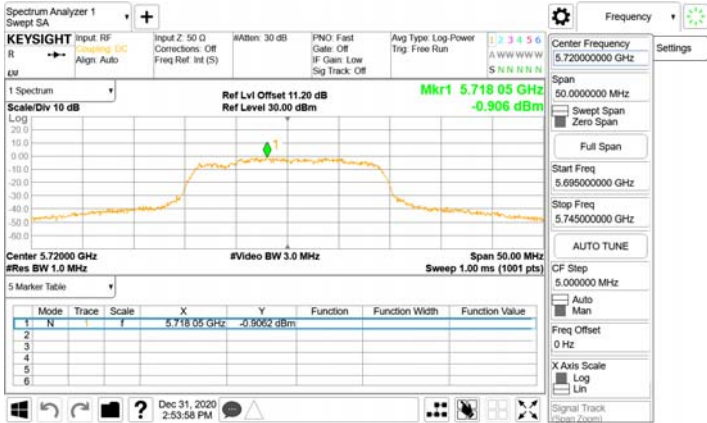 Spectrum Analyzer 1
Swept SA
Frequency
KEYSIGHT
R
Input: RF
Coupling: DC
Align: Auto
Input Z: 50 Ω
Corrections: Off
Freq Ref: Int (S)
#Atten: 30 dB
PNO: Fast
Gate: Off
IF Gain: Low
Sig Track: Off
Avg Type: Log-Power
Trig: Free Run
1 2 3 4 5 6
A W W W W W
S N N N N N
1 Spectrum
Scale/Div 10 dB
Ref Lvl Offset 11.20 dB
Ref Level 30.00 dBm
Mkr1 5.718 05 GHz
-0.906 dBm
Log
20.0
10.0
0.00
-10.0
-20.0
-30.0
-40.0
-50.0
-60.0
1
Center 5.72000 GHz
#Res BW 1.0 MHz
#Video BW 3.0 MHz
Span 50.00 MHz
Sweep 1.00 ms (1001 pts)
5 Marker Table
Mode Trace Scale X Y Function Function Width Function Value
1 N 1 f 5.718 05 GHz -0.9062 dBm
2
3
4
5
6
Dec 31, 2020
2:53:58 PM
Center Frequency
5.720000000 GHz
Settings
Span
50.0000000 MHz
Swept Span
Zero Span
Full Span
Start Freq
5.695000000 GHz
Stop Freq
5.745000000 GHz
AUTO TUNE
CF Step
5.000000 MHz
Auto
Man
Freq Offset
0 Hz
X Axis Scale
Log
Lin
Signal Track
(Span Zoom)